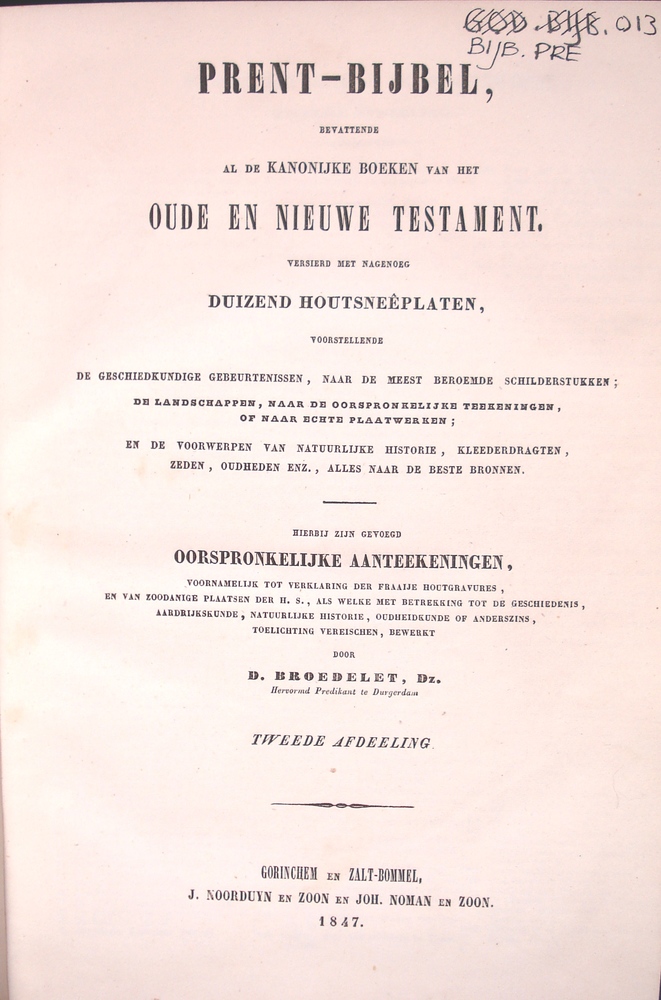 GOD. BIJB. 013
BIJB. PRE
PRENT-BIJBEL,
BEVATTENDE
AL DE KANONIJKE BOEKEN VAN HET
OUDE EN NIEUWE TESTAMENT.
VERSIERD MET NAGENOEG
DUIZEND HOUTSNEÊPLATEN,
VOORSTELLENDE
DE GESCHIEDKUNDIGE GEBEURTENISSEN, NAAR DE MEEST BEROEMDE SCHILDERSTUKKEN;
DE LANDSCHAPPEN, NAAR DE OORSPRONKELIJKE TEEKENINGEN,
OF NAAR ECHTE PLAATWERKEN;
EN DE VOORWERPEN VAN NATUURLIJKE HISTORIE, KLEEDERDRAGTEN,
ZEDEN, OUDHEDEN ENZ., ALLES NAAR DE BESTE BRONNEN.
HIERBIJ ZIJN GEVOEGD
OORSPRONKELIJKE AANTEEKENINGEN,
VOORNAMELIJK TOT VERKLARING DER FRAAIJE HOUTGRAVURES,
EN VAN ZOODANIGE PLAATSEN DER H. S., ALS WELKE MET BETREKKING TOT DE GESCHIEDENIS,
AARDRIJKSKUNDE, NATUURLIJKE HISTORIE, OUDHEIDKUNDE OF ANDERSZINS,
TOELICHTING VEREISCHEN, BEWERKT
DOOR
D. BROEDELET, Dz.
Hervormd Predikant te Durgerdam
TWEEDE AFDEELING
GORINCHEM EN ZALT-BOMMEL,
J. NOORDUYN EN ZOON EN JOH. NOMAN EN ZOON.
1847.